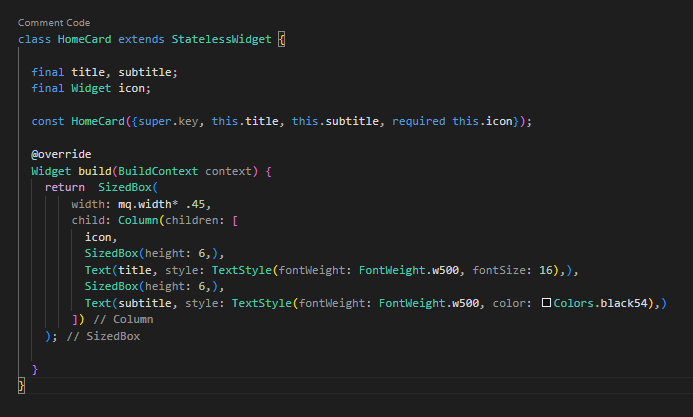 Comment Code
class HomeCard extends StatelessWidget {
final title, subtitle;
final Widget icon;
const HomeCard({super.key, this.title, this.subtitle, required this.icon});
@override
Widget build(BuildContext context) {
return  SizedBox(
width: mq.width* .45,
child: Column(children: [
icon,
SizedBox(height: 6,),
Text(title, style: TextStyle(fontWeight: FontWeight.w500, fontSize: 16),),
SizedBox(height: 6,),
Text(subtitle, style: TextStyle(fontWeight: FontWeight.w500, color: Colors.black54),)
]) // Column
); // SizedBox
}
}